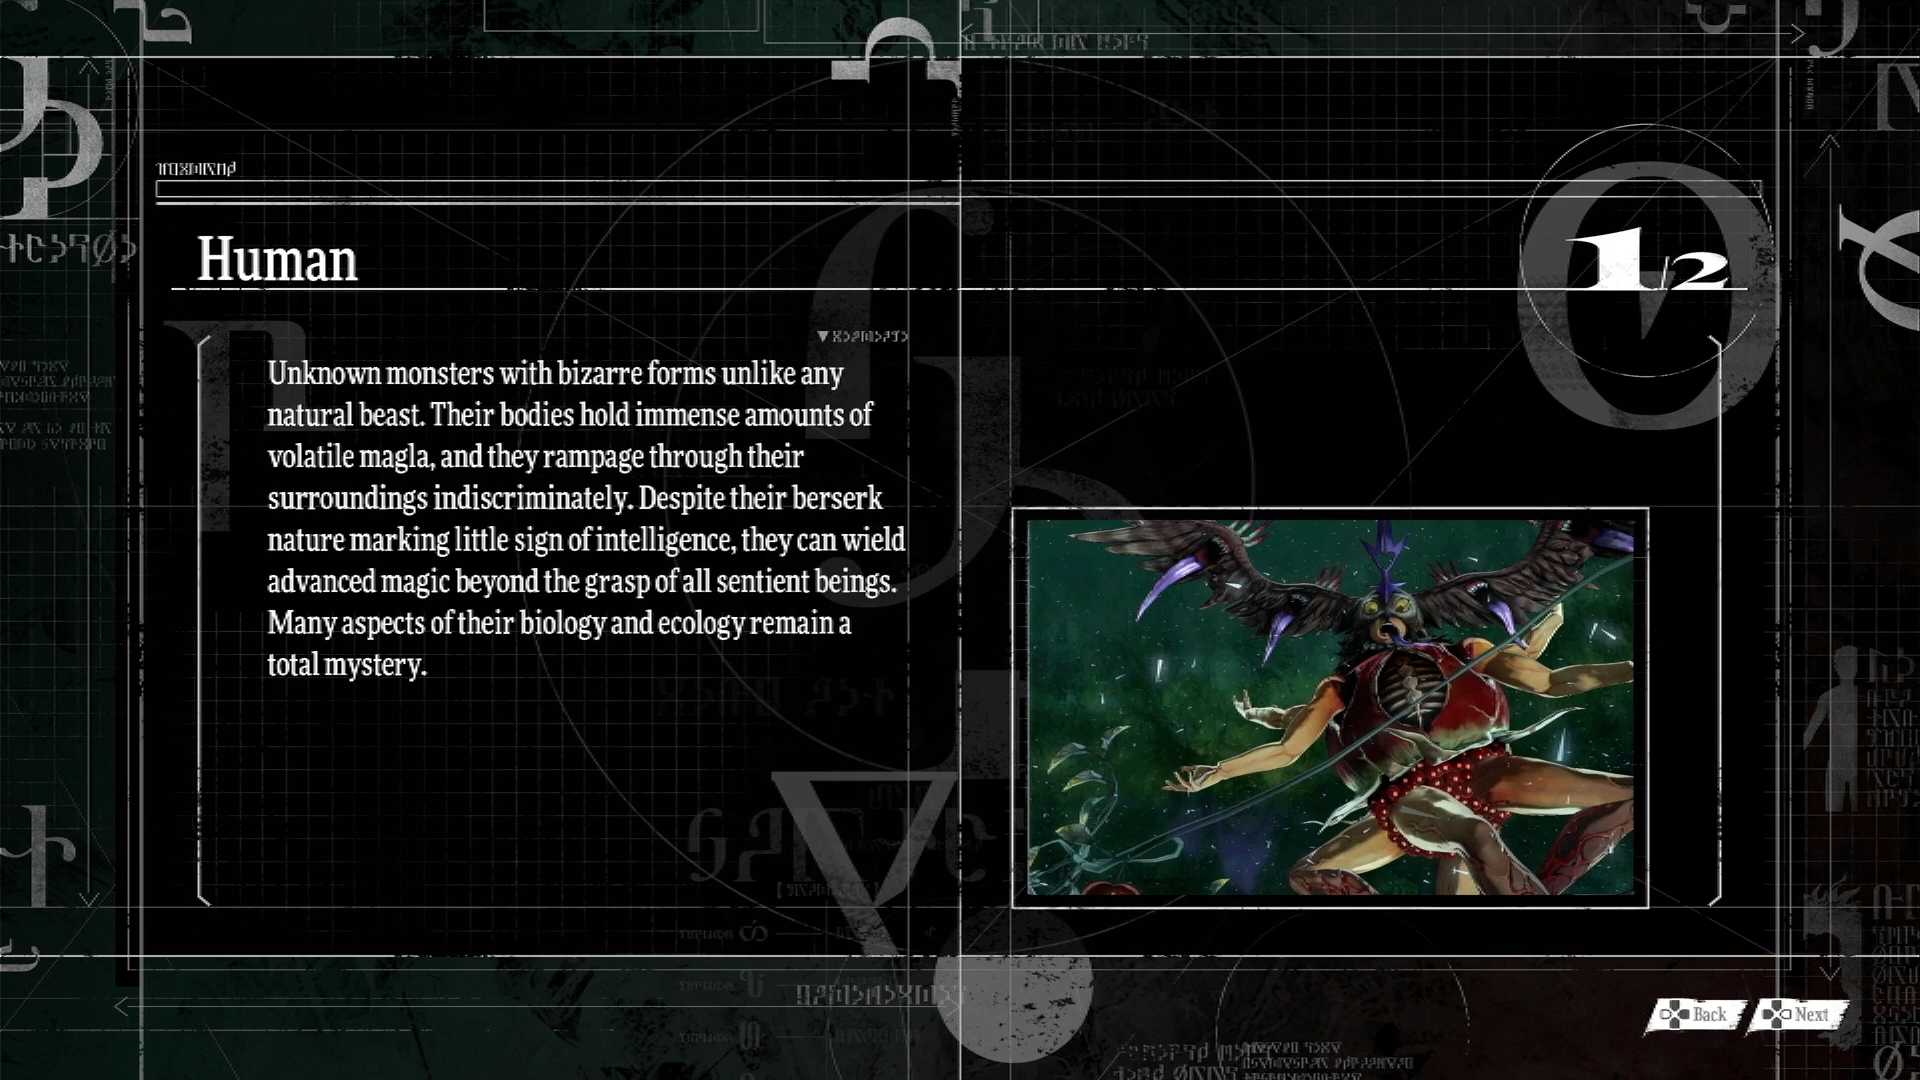 Human
1/2
Unknown monsters with bizarre forms unlike any
natural beast. Their bodies hold immense amounts of
volatile magla, and they rampage through their
surroundings indiscriminately. Despite their berserk
nature marking little sign of intelligence, they can wield
advanced magic beyond the grasp of all sentient beings.
Many aspects of their biology and ecology remain a
total mystery.
Back
Next